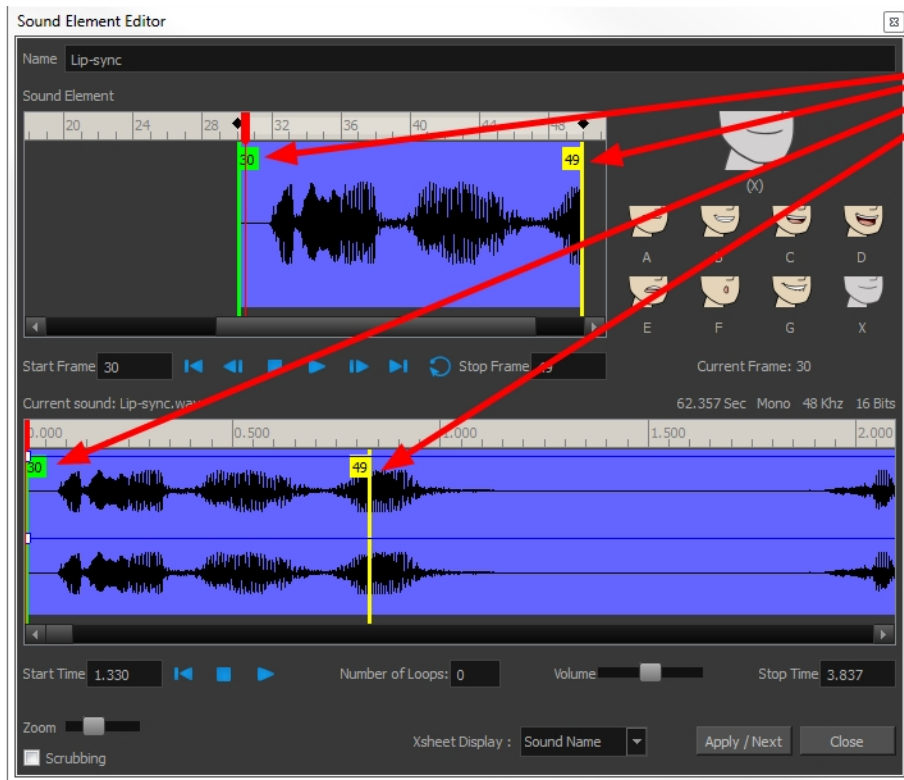 Sound Element Editor
Name Lip-sync
Sound Element
20 24 28 32 36 40 44 48
30 49
(X)
A B C D
E F G X
Start Frame 30 Stop Frame 49 Current Frame: 30
Current sound: Lip-sync.wav 62.357 Sec Mono 48 Khz 16 Bits
0.000 0.500 1.000 1.500 2.000
30 49
Start Time 1.330 Number of Loops: 0 Volume Stop Time 3.837
Zoom
Scrubbing Xsheet Display : Sound Name Apply / Next Close